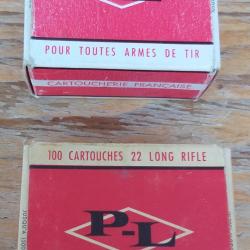 POUR TOUTES ARMES DE TIR
CARTOUCHERIE FRANÇAISE
100 CARTOUCHES 22 LONG RIFLE
P-L